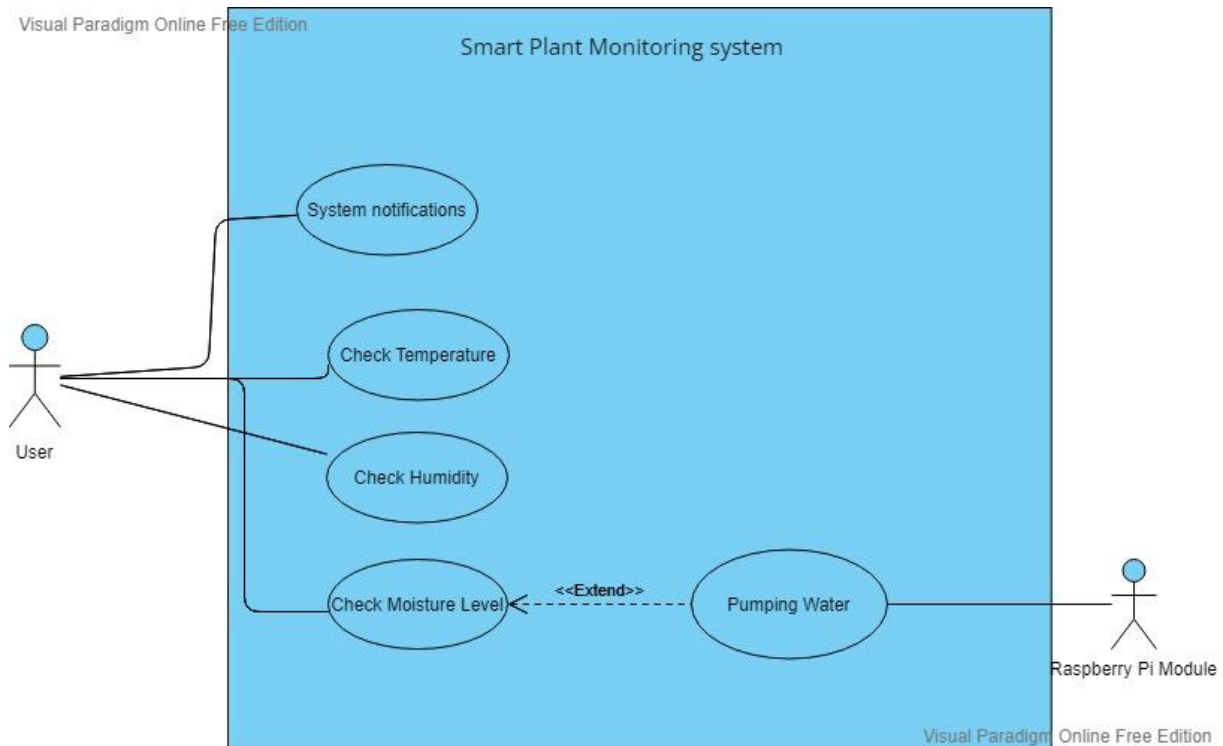 Visual Paradigm Online Free Edition
Smart Plant Monitoring system
System notifications
Check Temperature
User
Check Humidity
Check Moisture Level
<<Extend>>
Pumping Water
Raspberry Pi Module
Visual Paradigm Online Free Edition